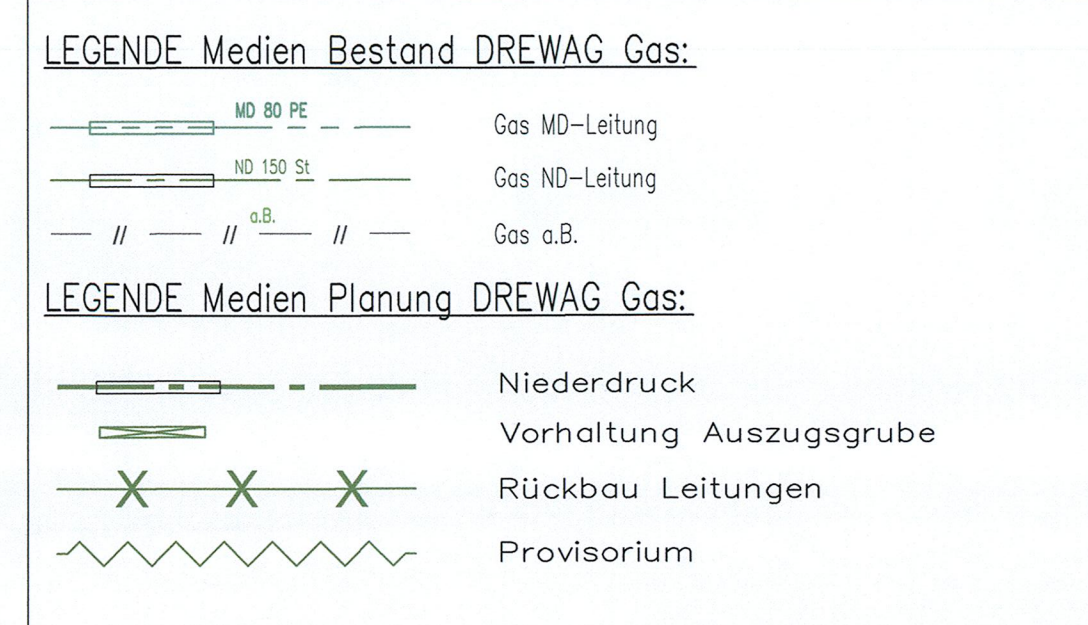 LEGENDE Medien Bestand DREWAG Gas:
MD 80 PE
Gas MD-Leitung
ND 150 St
Gas ND-Leitung
a.B.
Gas a.B.
LEGENDE Medien Planung DREWAG Gas:
Niederdruck
Vorhaltung Auszugsgrube
Rückbau Leitungen
Provisorium